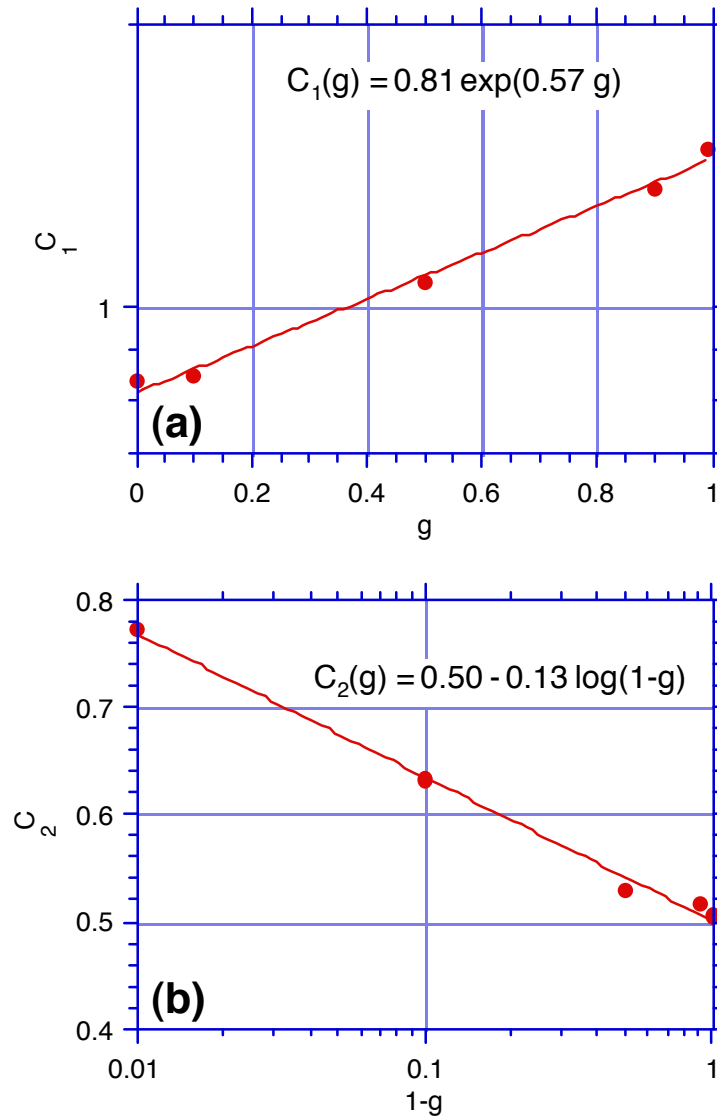 C₁(g) = 0.81 exp(0.57 g)
C₁
1
(a)
0 0.2 0.4 0.6 0.8 1
g
0.8
C₂(g) = 0.50 - 0.13 log(1-g)
0.7
C₂
0.6
0.5
(b)
0.4
0.01 0.1 1
1-g